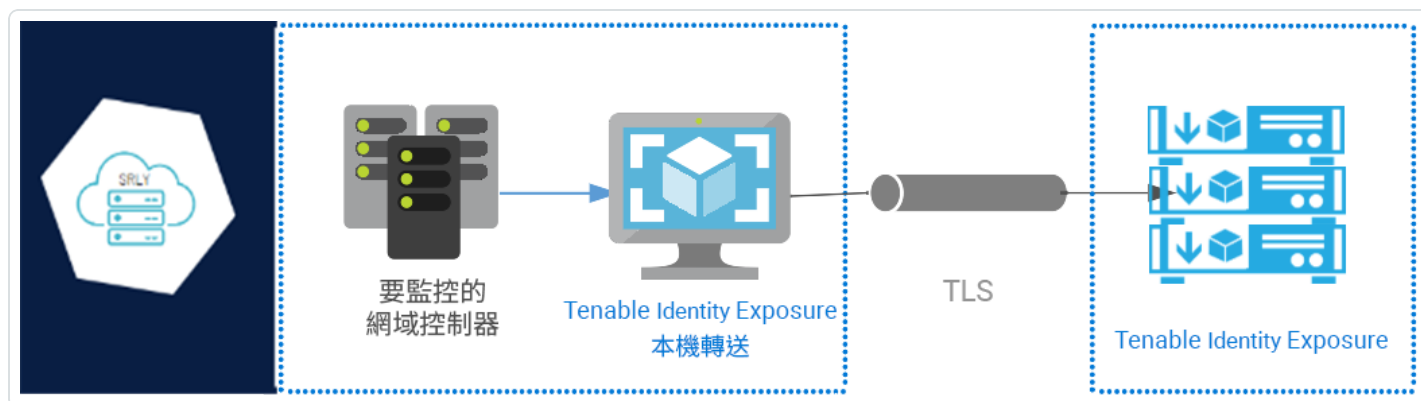 SRLY
要監控的
網域控制器
Tenable Identity Exposure
本機轉送
TLS
Tenable Identity Exposure